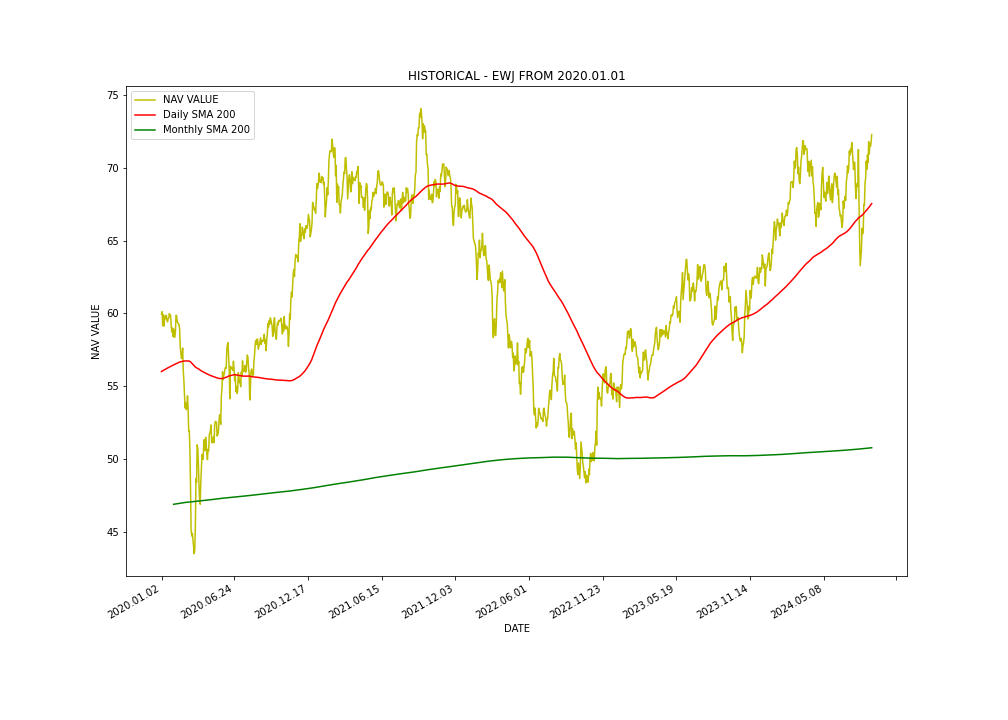 HISTORICAL - EWJ FROM 2020.01.01
NAV VALUE
Daily SMA 200
Monthly SMA 200
NAV VALUE
75
70
65
60
55
50
45
2020.01.02
2020.06.24
2020.12.17
2021.06.15
2021.12.03
2022.06.01
2022.11.23
2023.05.19
2023.11.14
2024.05.08
DATE